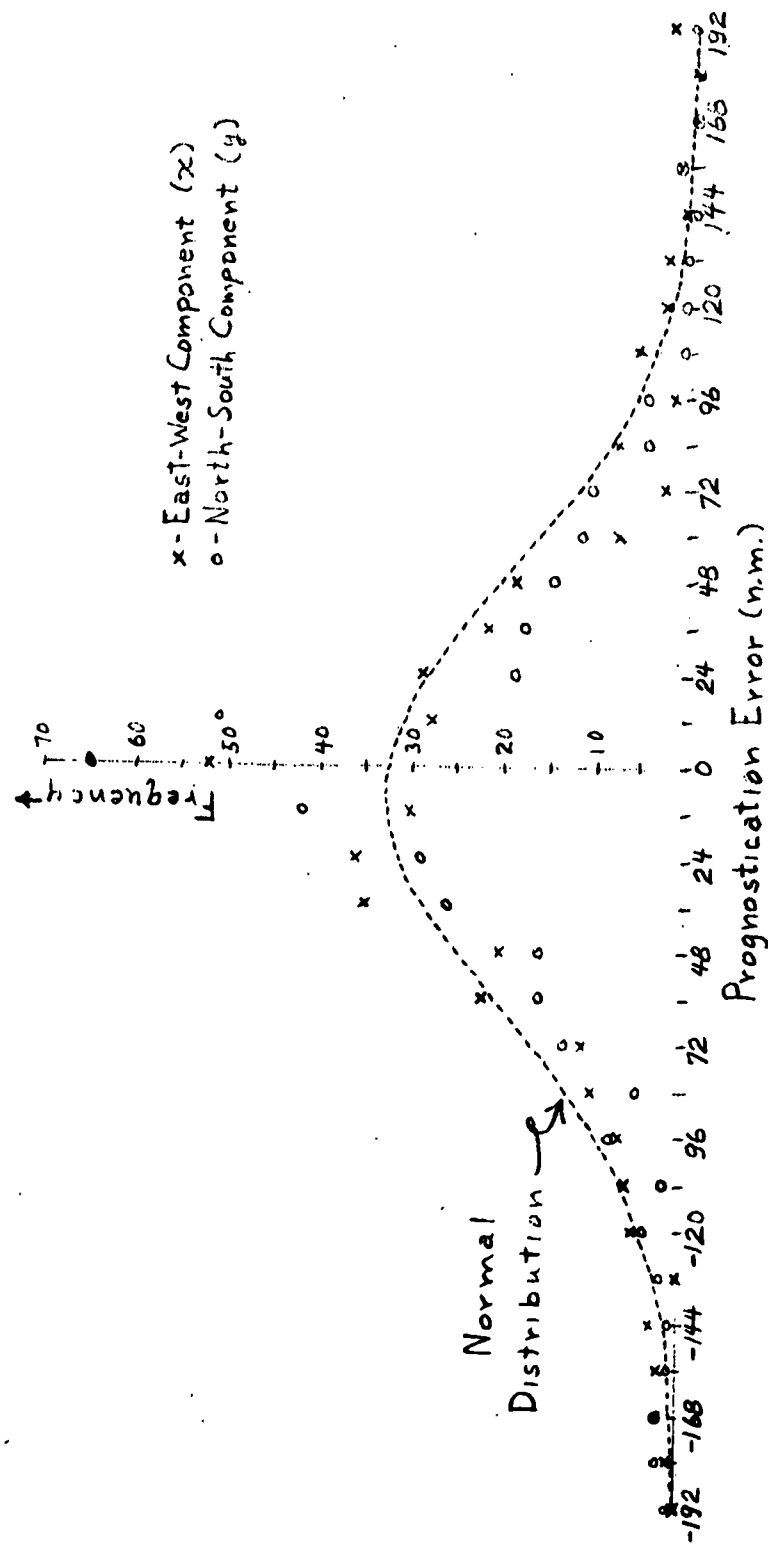 Frequency →
70
60
50
40
30
20
10
x - East-West Component (x)
o - North-South Component (y)
Normal
Distribution
-192 -168 -144 -120 96 72 48 24 0 24 48 72 96 120 144 168 192
Prognostication Error (n.m.)